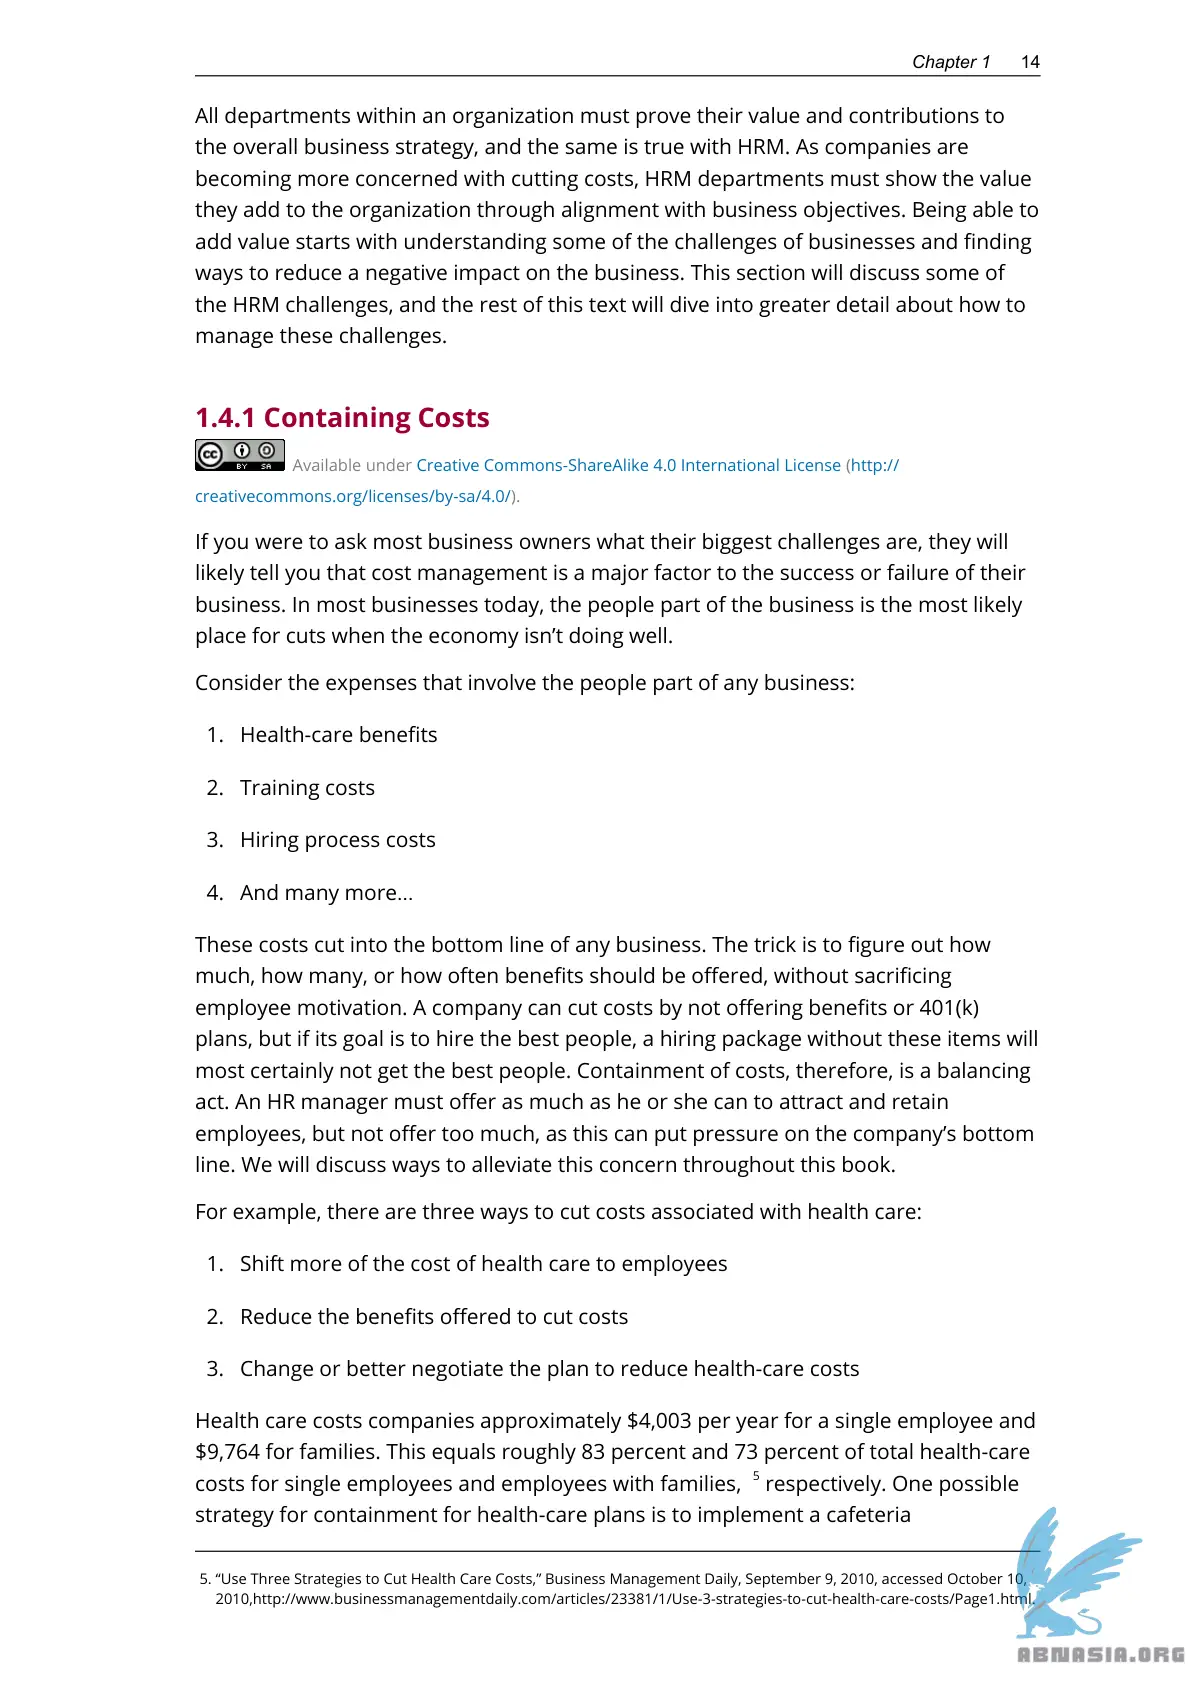 Chapter 1 14
All departments within an organization must prove their value and contributions to
the overall business strategy, and the same is true with HRM. As companies are
becoming more concerned with cutting costs, HRM departments must show the value
they add to the organization through alignment with business objectives. Being able to
add value starts with understanding some of the challenges of businesses and finding
ways to reduce a negative impact on the business. This section will discuss some of
the HRM challenges, and the rest of this text will dive into greater detail about how to
manage these challenges.
1.4.1 Containing Costs
cc BY SA Available under Creative Commons-ShareAlike 4.0 International License (http://
creativecommons.org/licenses/by-sa/4.0/).
If you were to ask most business owners what their biggest challenges are, they will
likely tell you that cost management is a major factor to the success or failure of their
business. In most businesses today, the people part of the business is the most likely
place for cuts when the economy isn’t doing well.
Consider the expenses that involve the people part of any business:
1. Health-care benefits
2. Training costs
3. Hiring process costs
4. And many more...
These costs cut into the bottom line of any business. The trick is to figure out how
much, how many, or how often benefits should be offered, without sacrificing
employee motivation. A company can cut costs by not offering benefits or 401(k)
plans, but if its goal is to hire the best people, a hiring package without these items will
most certainly not get the best people. Containment of costs, therefore, is a balancing
act. An HR manager must offer as much as he or she can to attract and retain
employees, but not offer too much, as this can put pressure on the company’s bottom
line. We will discuss ways to alleviate this concern throughout this book.
For example, there are three ways to cut costs associated with health care:
1. Shift more of the cost of health care to employees
2. Reduce the benefits offered to cut costs
3. Change or better negotiate the plan to reduce health-care costs
Health care costs companies approximately $4,003 per year for a single employee and
$9,764 for families. This equals roughly 83 percent and 73 percent of total health-care
costs for single employees and employees with families, 5 respectively. One possible
strategy for containment for health-care plans is to implement a cafeteria
5. “Use Three Strategies to Cut Health Care Costs,” Business Management Daily, September 9, 2010, accessed October 10,
2010,http://www.businessmanagementdaily.com/articles/23381/1/Use-3-strategies-to-cut-health-care-costs/Page1.html.
ABNASIA.ORG